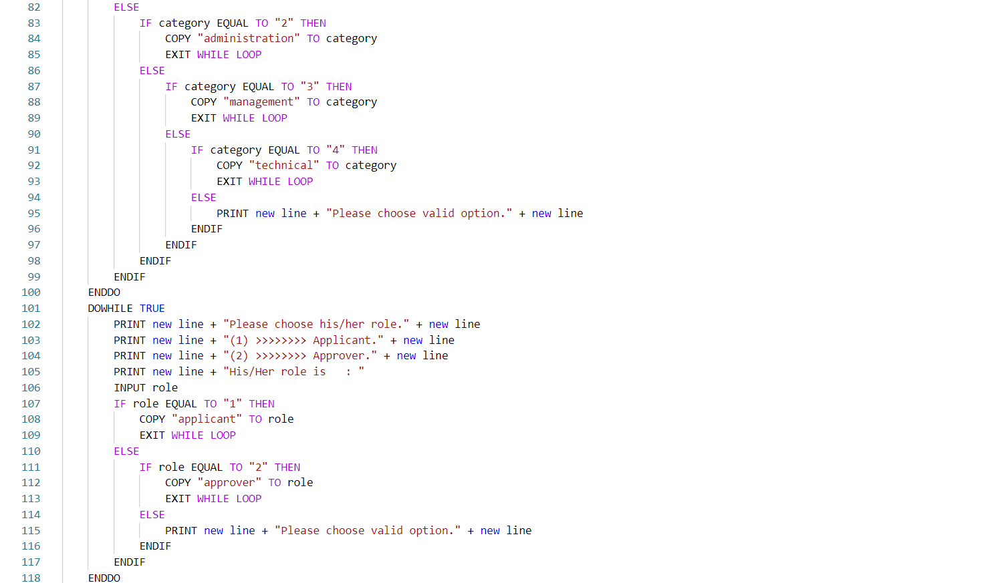 82 ELSE
83 IF category EQUAL TO "2" THEN
84 COPY "administration" TO category
85 EXIT WHILE LOOP
86 ELSE
87 IF category EQUAL TO "3" THEN
88 COPY "management" TO category
89 EXIT WHILE LOOP
90 ELSE
91 IF category EQUAL TO "4" THEN
92 COPY "technical" TO category
93 EXIT WHILE LOOP
94 ELSE
95 PRINT new line + "Please choose valid option." + new line
96 ENDIF
97 ENDIF
98 ENDIF
99 ENDIF
100 ENDDO
101 DOWHILE TRUE
102 PRINT new line + "Please choose his/her role." + new line
103 PRINT new line + "(1) >>>>>>>> Applicant." + new line
104 PRINT new line + "(2) >>>>>>>> Approver." + new line
105 PRINT new line + "His/Her role is   : "
106 INPUT role
107 IF role EQUAL TO "1" THEN
108 COPY "applicant" TO role
109 EXIT WHILE LOOP
110 ELSE
111 IF role EQUAL TO "2" THEN
112 COPY "approver" TO role
113 EXIT WHILE LOOP
114 ELSE
115 PRINT new line + "Please choose valid option." + new line
116 ENDIF
117 ENDIF
118 ENDDO